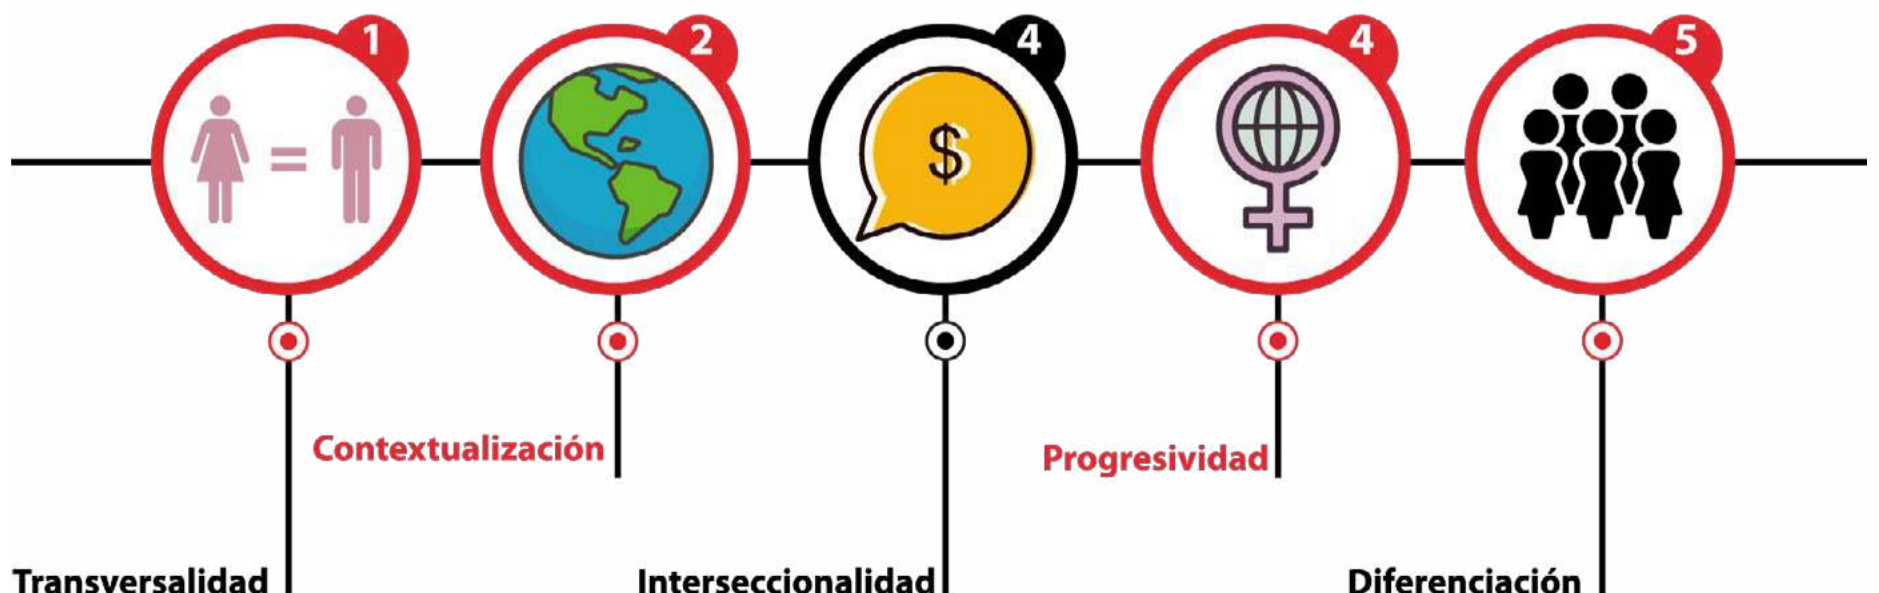 1
2
4
4
5
$
Contextualización
Progresividad
Transversalidad
Interseccionalidad
Diferenciación